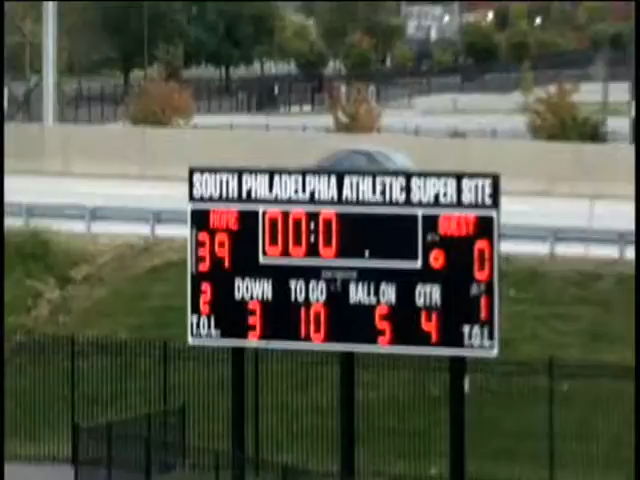 SOUTH PHILADELPHIA ATHLETIC SUPER SITE
HOME 00:0 GUEST
39 0
DOWN TO GO BALL ON QTR
2 3 10 5 4 1
T.O.L. T.O.L.